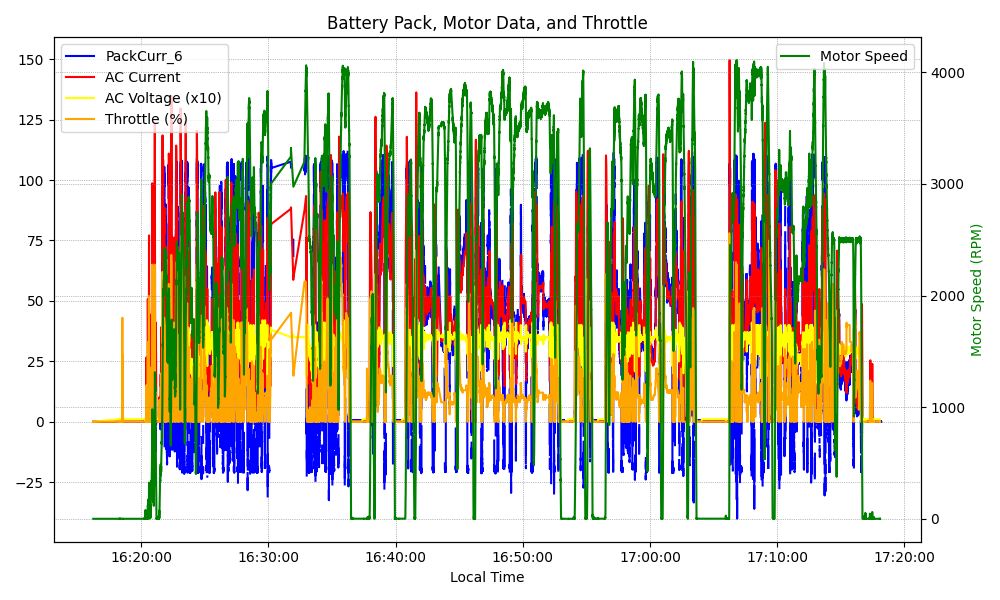 Battery Pack, Motor Data, and Throttle
PackCurr_6
AC Current
AC Voltage (x10)
Throttle (%)
Motor Speed
150
125
100
75
50
25
0
−25
4000
3000
2000
1000
0
Motor Speed (RPM)
16:20:00 16:30:00 16:40:00 16:50:00 17:00:00 17:10:00 17:20:00
Local Time